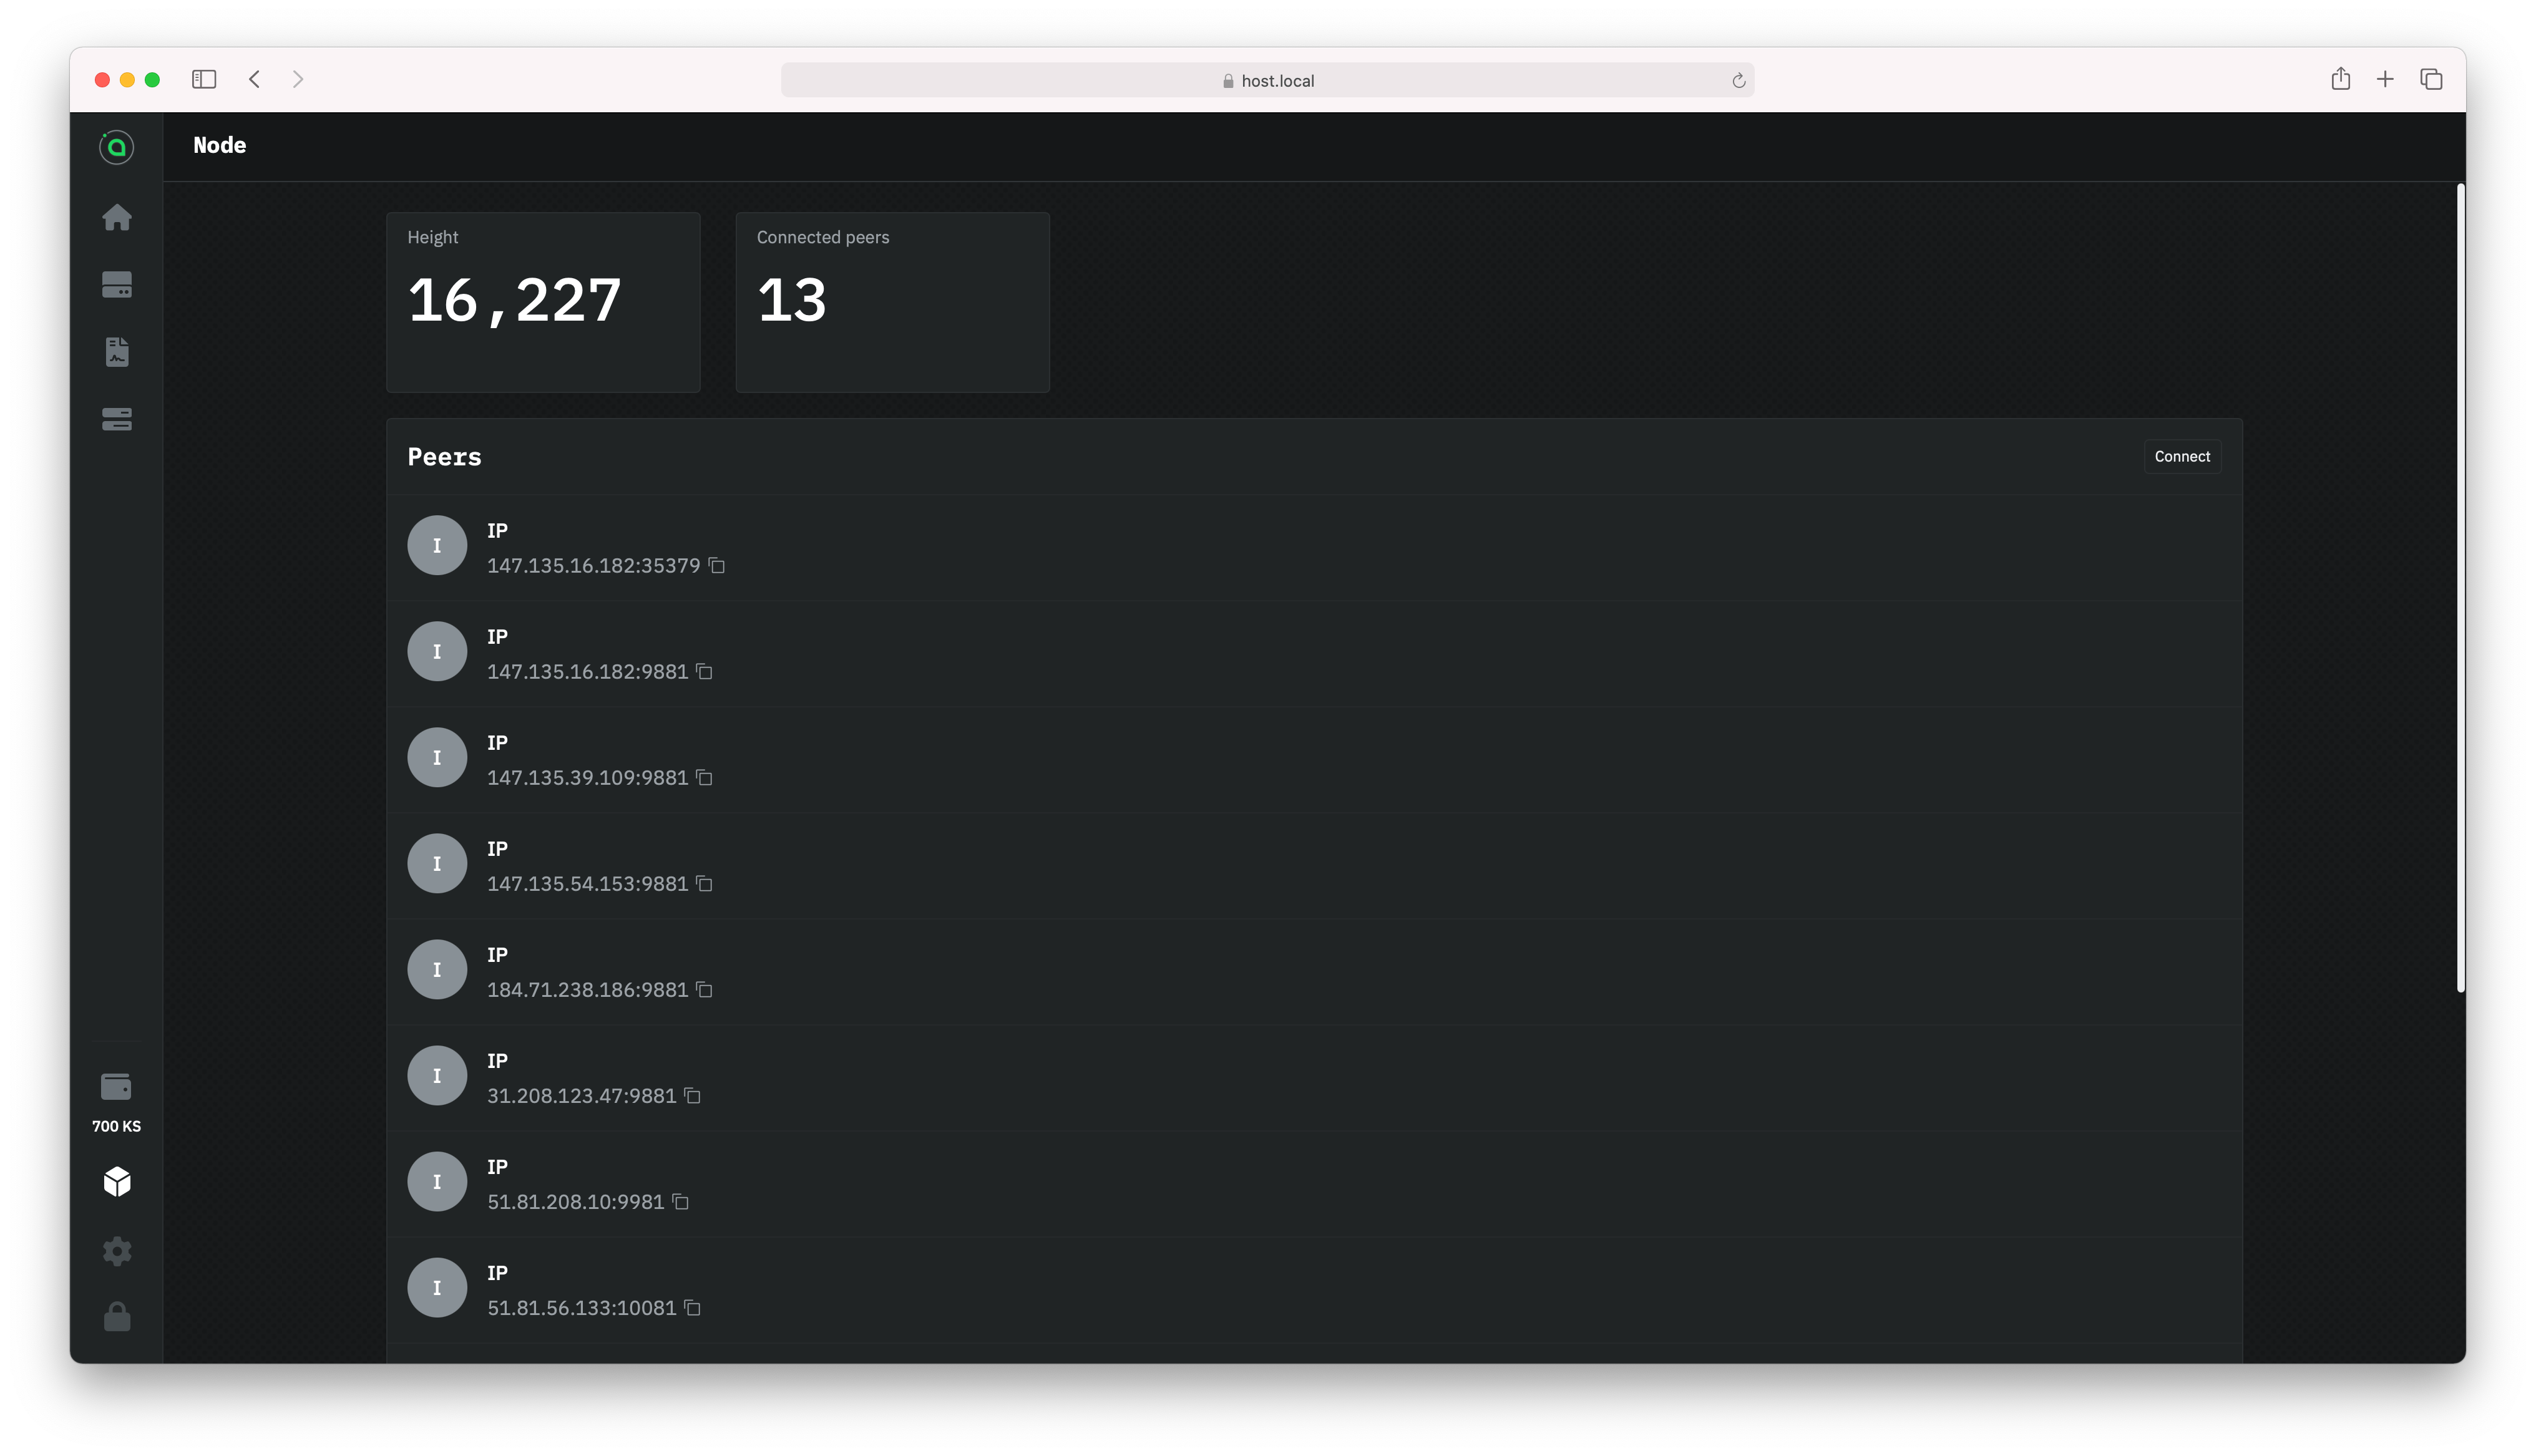 host.local
Node
Height
16,227
Connected peers
13
Peers
Connect
I
IP
147.135.16.182:35379
I
IP
147.135.16.182:9881
I
IP
147.135.39.109:9881
I
IP
147.135.54.153:9881
I
IP
184.71.238.186:9881
I
IP
31.208.123.47:9881
I
IP
51.81.208.10:9981
I
IP
51.81.56.133:10081
700 KS